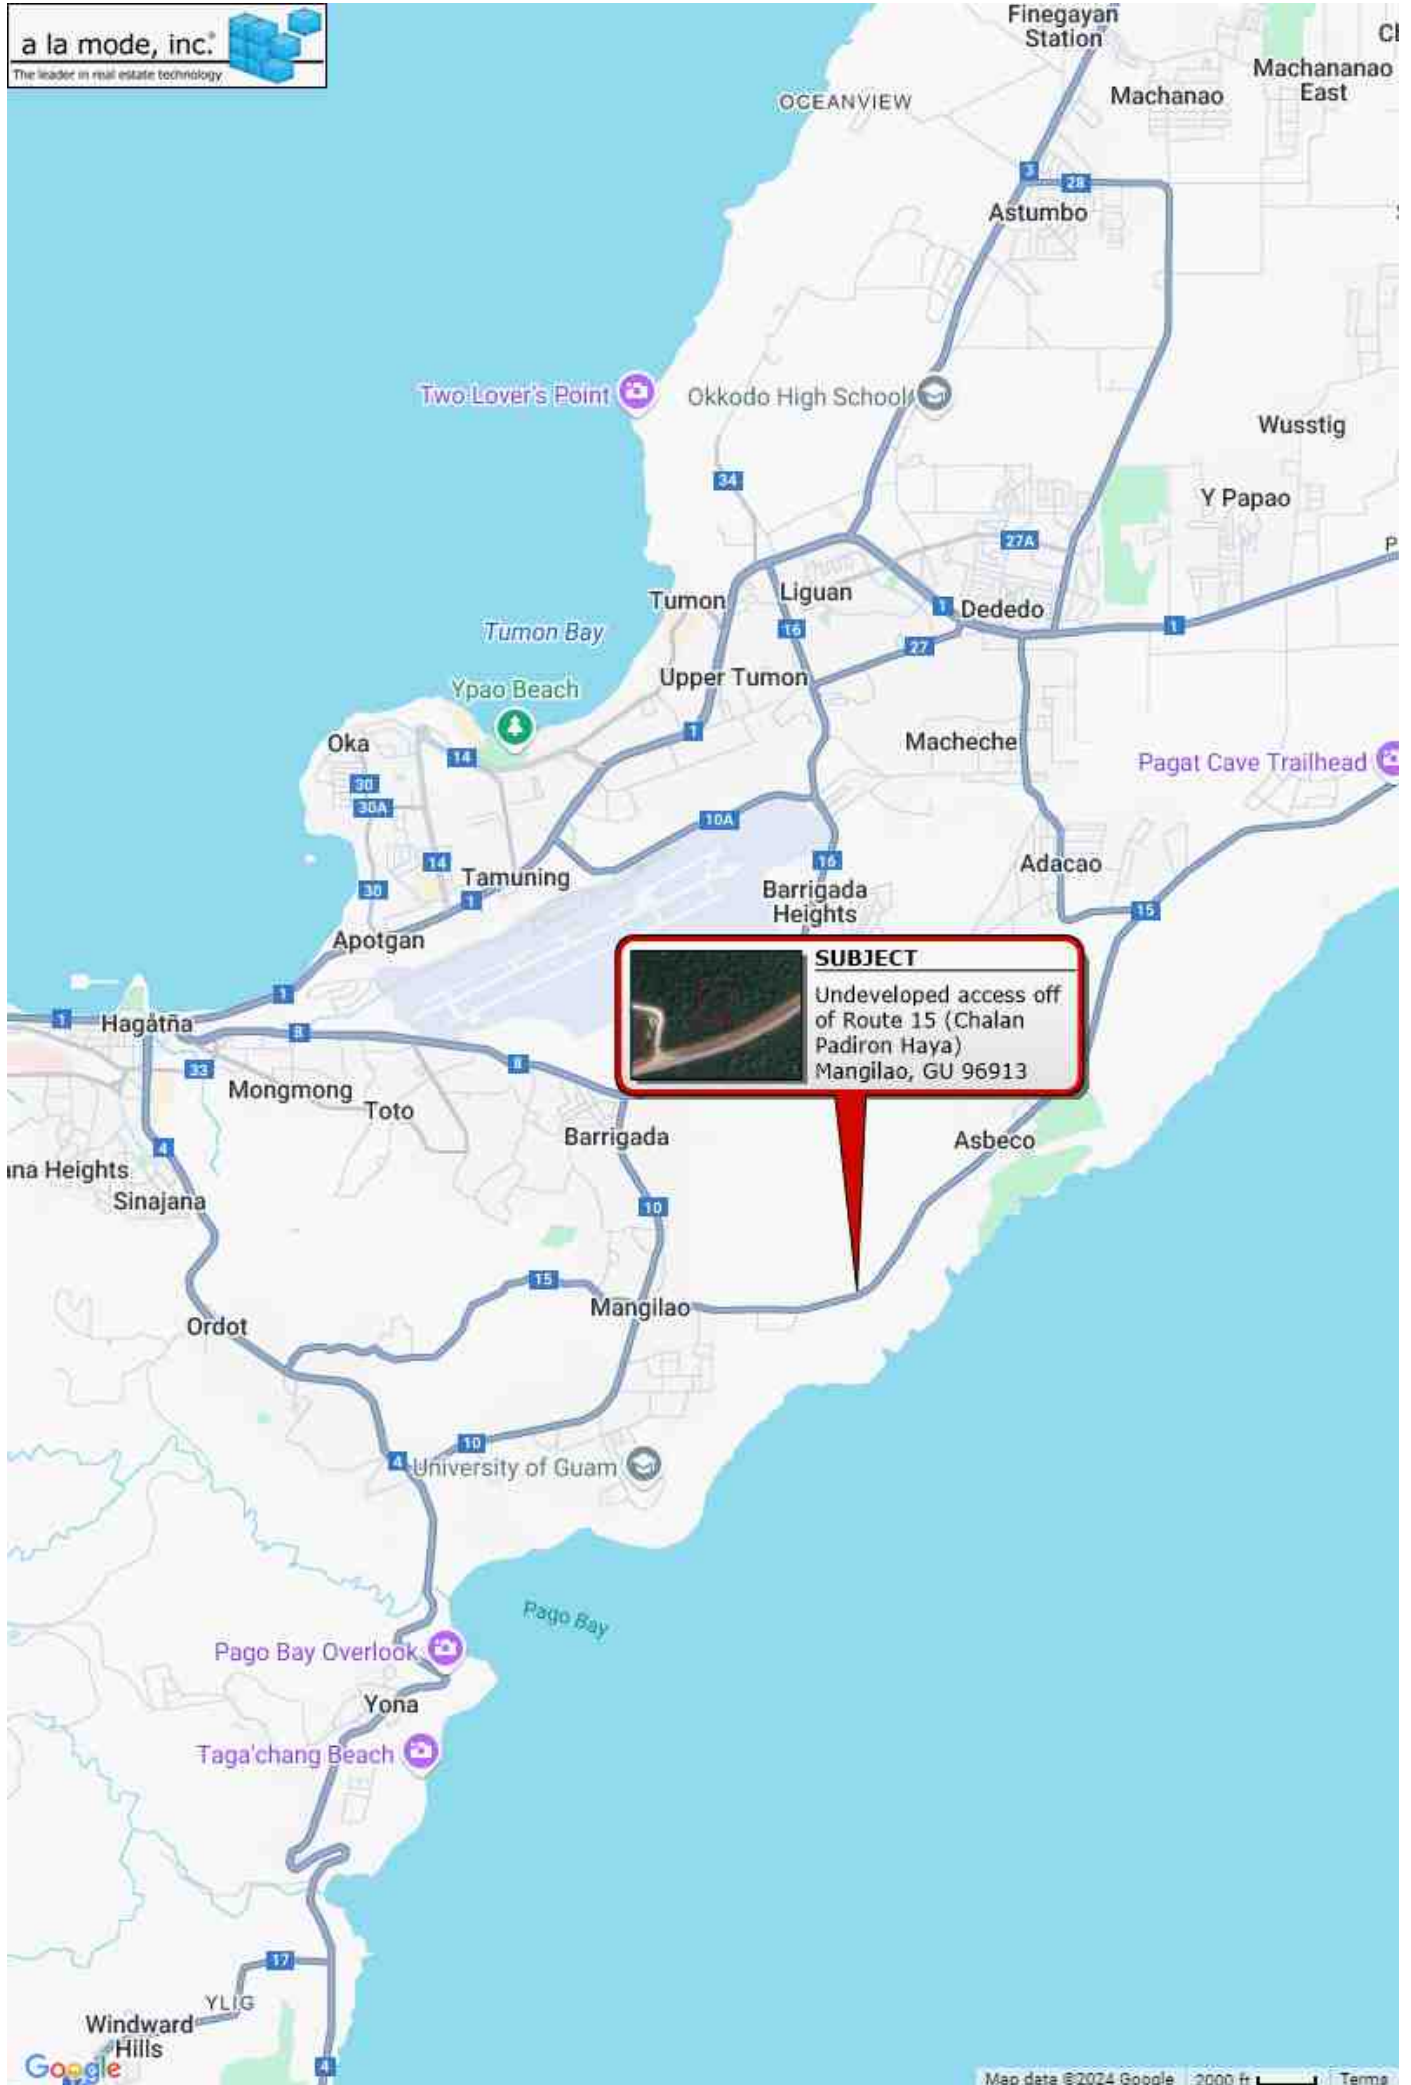 a la mode, inc.®
The leader in real estate technology
Finegayan
Station
Machananao
East
Machanao
OCEANVIEW
3
28
Astumbo
Two Lover's Point
Okkodo High School
Wusstig
34
Y Papao
27A
Tumon
Liguan
1
Dededo
1
Tumon Bay
16
27
Upper Tumon
Ypao Beach
1
Oka
14
Macheche
Pagat Cave Trailhead
30
30A
10A
14
16
Adacao
Tamuning
30
1
Barrigada
Heights
15
Apotgan
SUBJECT
Undeveloped access off
of Route 15 (Chalan
Padiron Haya)
Mangilao, GU 96913
1
1
Hagåtña
8
8
33
Mongmong
Toto
Barrigada
Asbeco
4
ana Heights
Sinajana
10
15
Mangilao
Ordot
10
4
University of Guam
Pago Bay
Pago Bay Overlook
Yona
Taga'chang Beach
17
YLIG
Windward
Hills
4
Google
Map data ©2024 Google
2000 ft
Terms